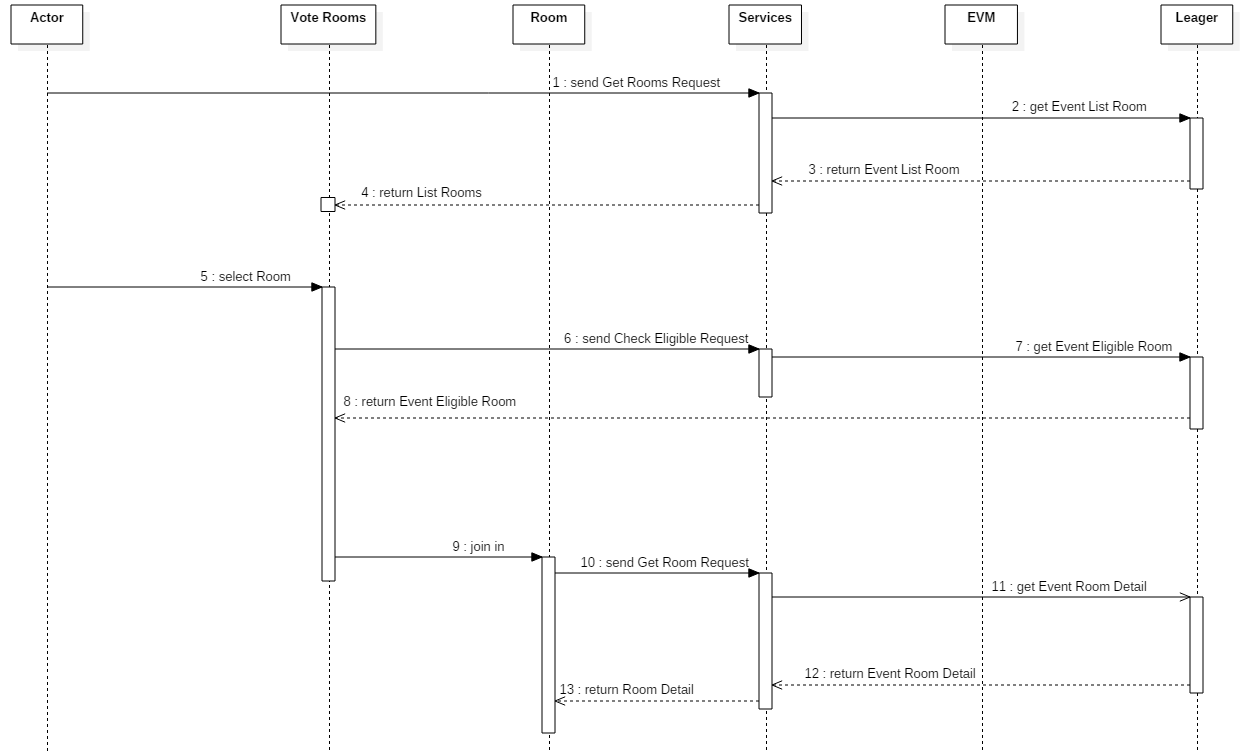 Actor
Vote Rooms
Room
Services
EVM
Leager
1 : send Get Rooms Request
2 : get Event List Room
3 : return Event List Room
4 : return List Rooms
5 : select Room
6 : send Check Eligible Request
7 : get Event Eligible Room
8 : return Event Eligible Room
9 : join in
10 : send Get Room Request
11 : get Event Room Detail
12 : return Event Room Detail
13 : return Room Detail